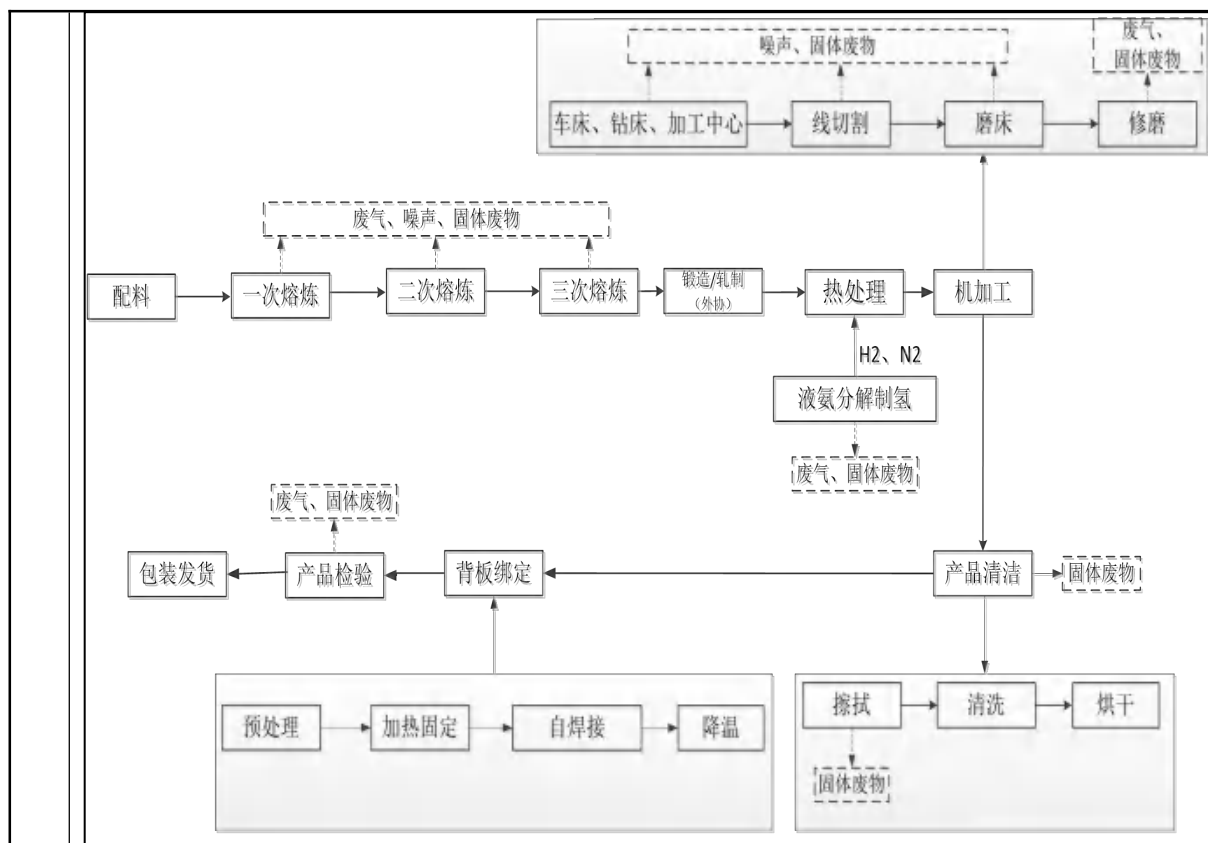 废气、
固体废物
噪声、固体废物
车床、钻床、加工中心
线切割
磨床
修磨
废气、噪声、固体废物
配料
一次熔炼
二次熔炼
三次熔炼
锻造/轧制
（外协）
热处理
机加工
H2、N2
液氨分解制氢
废气、固体废物
废气、固体废物
包装发货
产品检验
背板绑定
产品清洁
固体废物
预处理
加热固定
自焊接
降温
擦拭
清洗
烘干
固体废物